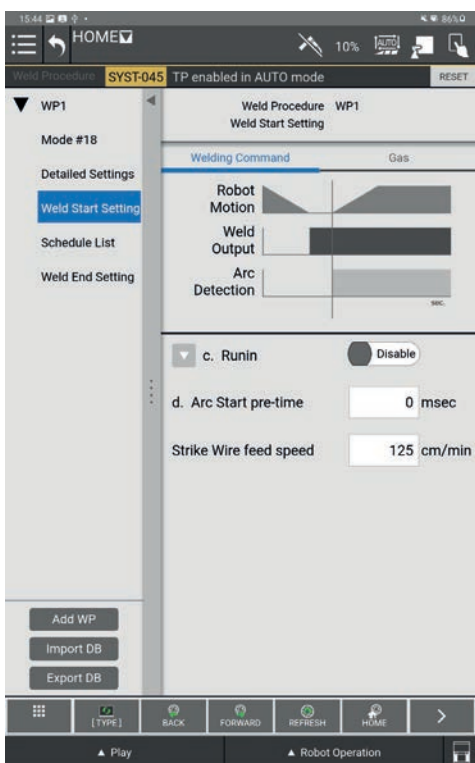 15:44
86%
HOME
10%
AUTO
Weld Procedure SYST-045 TP enabled in AUTO mode RESET
WP1
Mode #18
Detailed Settings
Weld Start Setting
Schedule List
Weld End Setting
Weld Procedure WP1
Weld Start Setting
Welding Command Gas
Robot
Motion
Weld
Output
Arc
Detection
sec.
c. Runin Disable
d. Arc Start pre-time 0 msec
Strike Wire feed speed 125 cm/min
Add WP
Import DB
Export DB
[TYPE] BACK FORWARD REFRESH HOME
Play Robot Operation